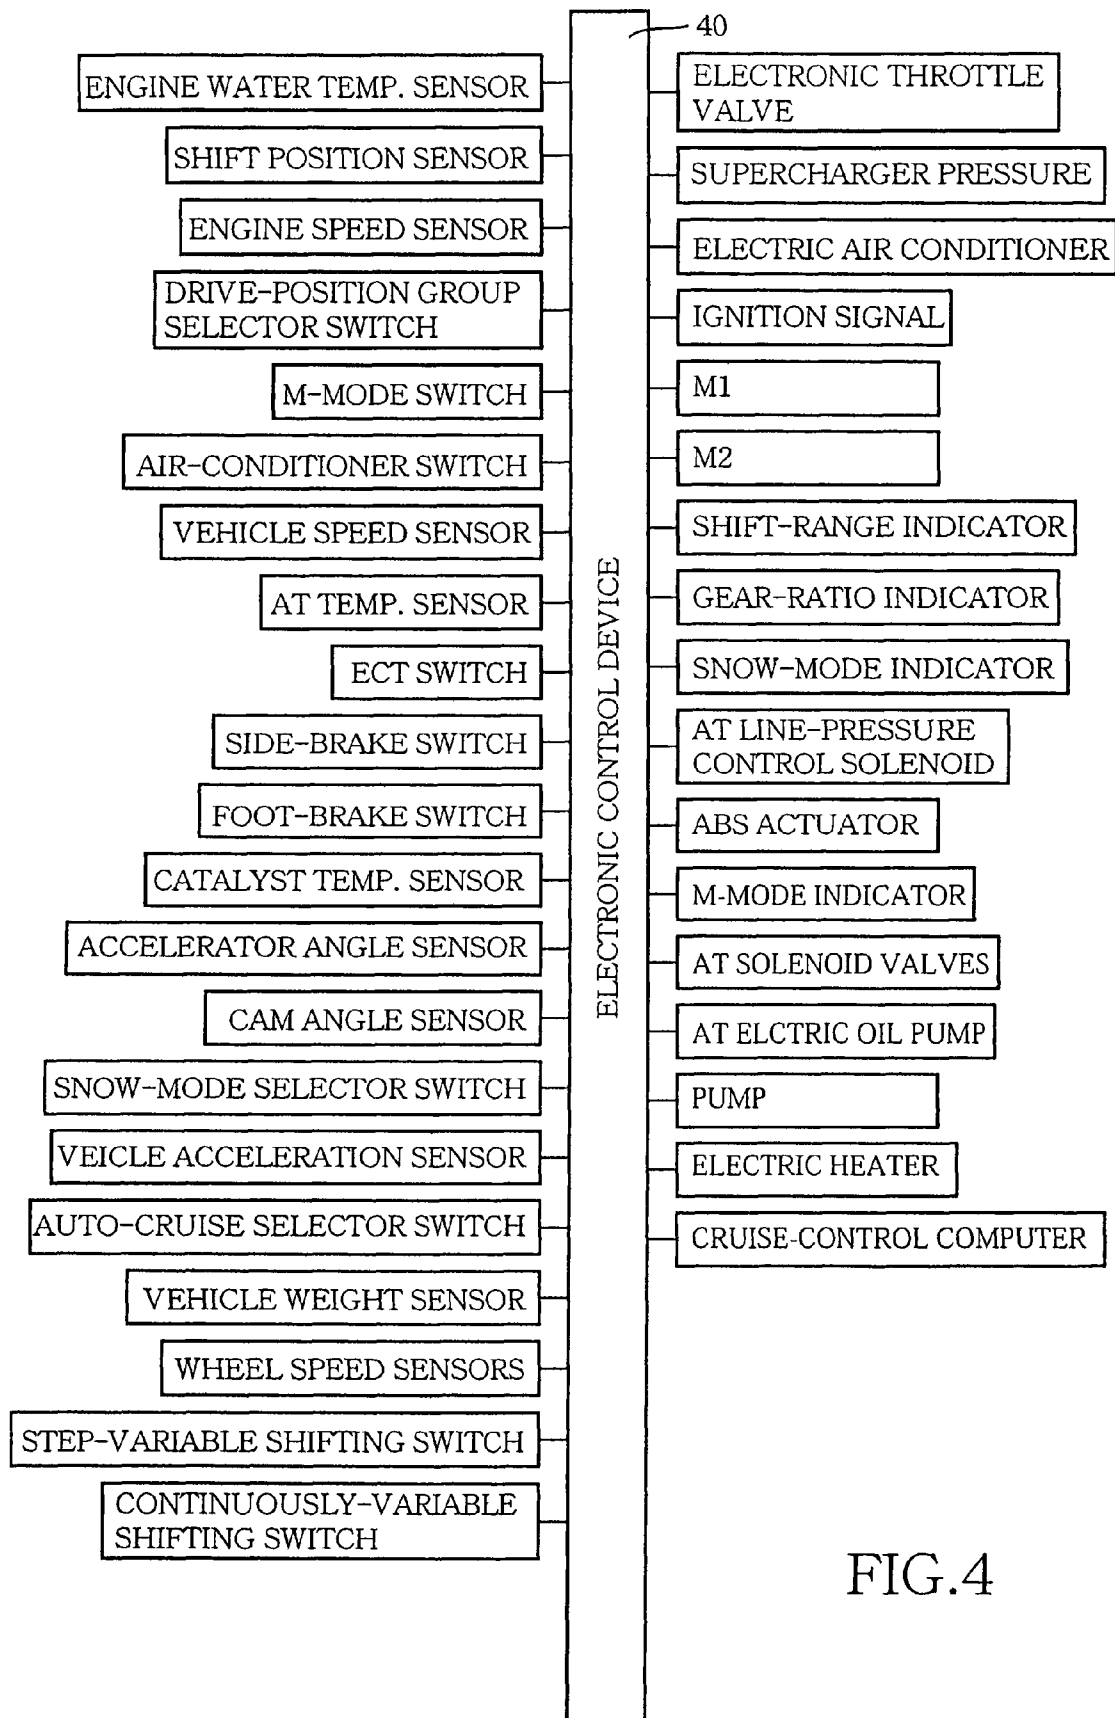 40
ENGINE WATER TEMP. SENSOR
SHIFT POSITION SENSOR
ENGINE SPEED SENSOR
DRIVE-POSITION GROUP
SELECTOR SWITCH
M-MODE SWITCH
AIR-CONDITIONER SWITCH
VEHICLE SPEED SENSOR
AT TEMP. SENSOR
ECT SWITCH
SIDE-BRAKE SWITCH
FOOT-BRAKE SWITCH
CATALYST TEMP. SENSOR
ACCELERATOR ANGLE SENSOR
CAM ANGLE SENSOR
SNOW-MODE SELECTOR SWITCH
VEICLE ACCELERATION SENSOR
AUTO-CRUISE SELECTOR SWITCH
VEHICLE WEIGHT SENSOR
WHEEL SPEED SENSORS
STEP-VARIABLE SHIFTING SWITCH
CONTINUOUSLY-VARIABLE
SHIFTING SWITCH
ELECTRONIC CONTROL DEVICE
ELECTRONIC THROTTLE
VALVE
SUPERCHARGER PRESSURE
ELECTRIC AIR CONDITIONER
IGNITION SIGNAL
M1
M2
SHIFT-RANGE INDICATOR
GEAR-RATIO INDICATOR
SNOW-MODE INDICATOR
AT LINE-PRESSURE
CONTROL SOLENOID
ABS ACTUATOR
M-MODE INDICATOR
AT SOLENOID VALVES
AT ELCTRIC OIL PUMP
PUMP
ELECTRIC HEATER
CRUISE-CONTROL COMPUTER
FIG.4